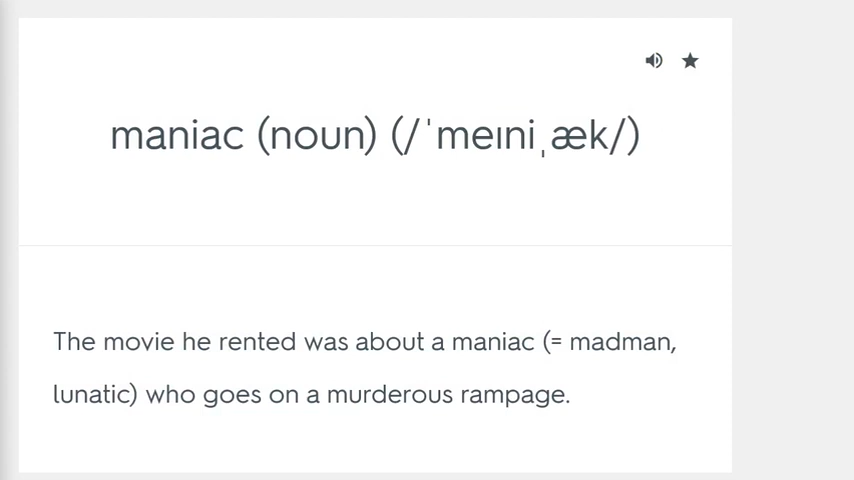 maniac (noun) (/ˈmeɪniˌæk/)
The movie he rented was about a maniac (= madman,
lunatic) who goes on a murderous rampage.